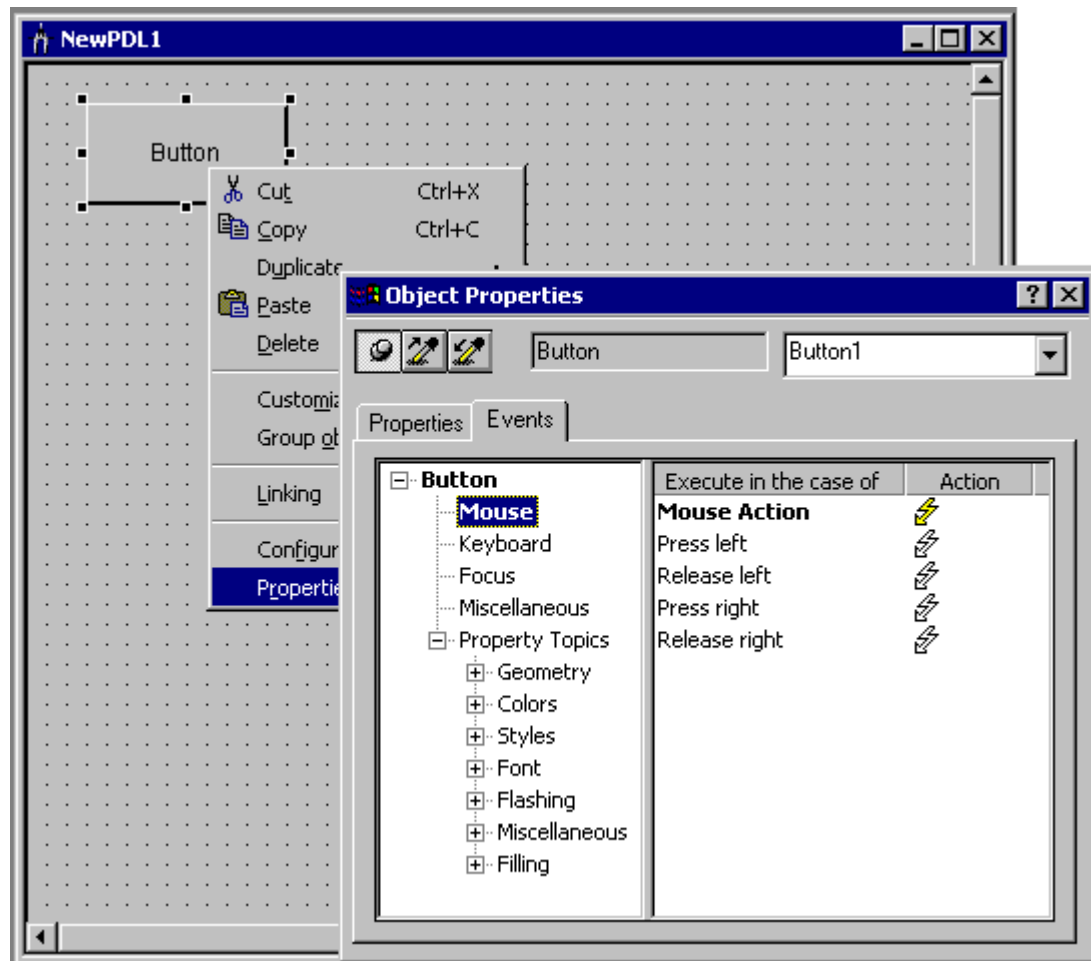 NewPDL1
Button
Cut Ctrl+X
Copy Ctrl+C
Duplicate
Paste
Delete
Customiz
Group ob
Linking
Configur
Propertie
Object Properties
Button Button1
Properties Events
Button
Mouse
Keyboard
Focus
Miscellaneous
Property Topics
Geometry
Colors
Styles
Font
Flashing
Miscellaneous
Filling
Execute in the case of Action
Mouse Action
Press left
Release left
Press right
Release right